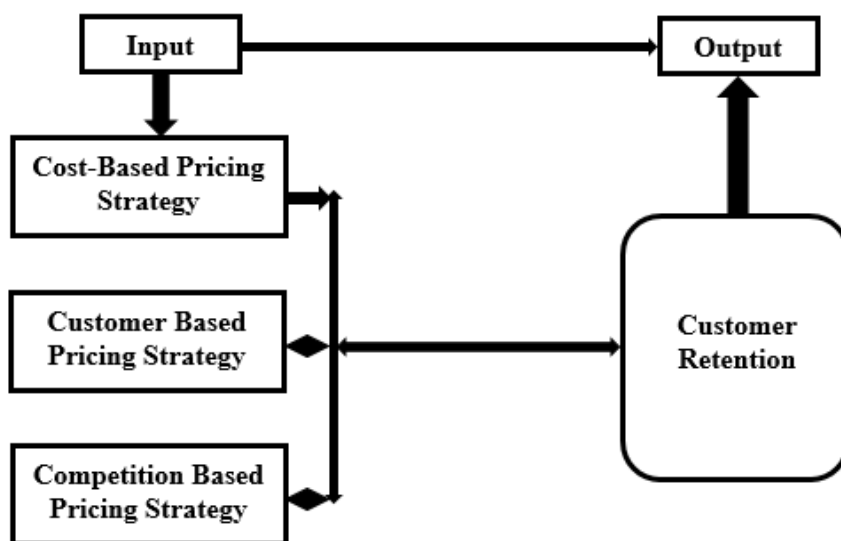 Input
Output
Cost-Based Pricing
Strategy
Customer Based
Pricing Strategy
Customer
Retention
Competition Based
Pricing Strategy